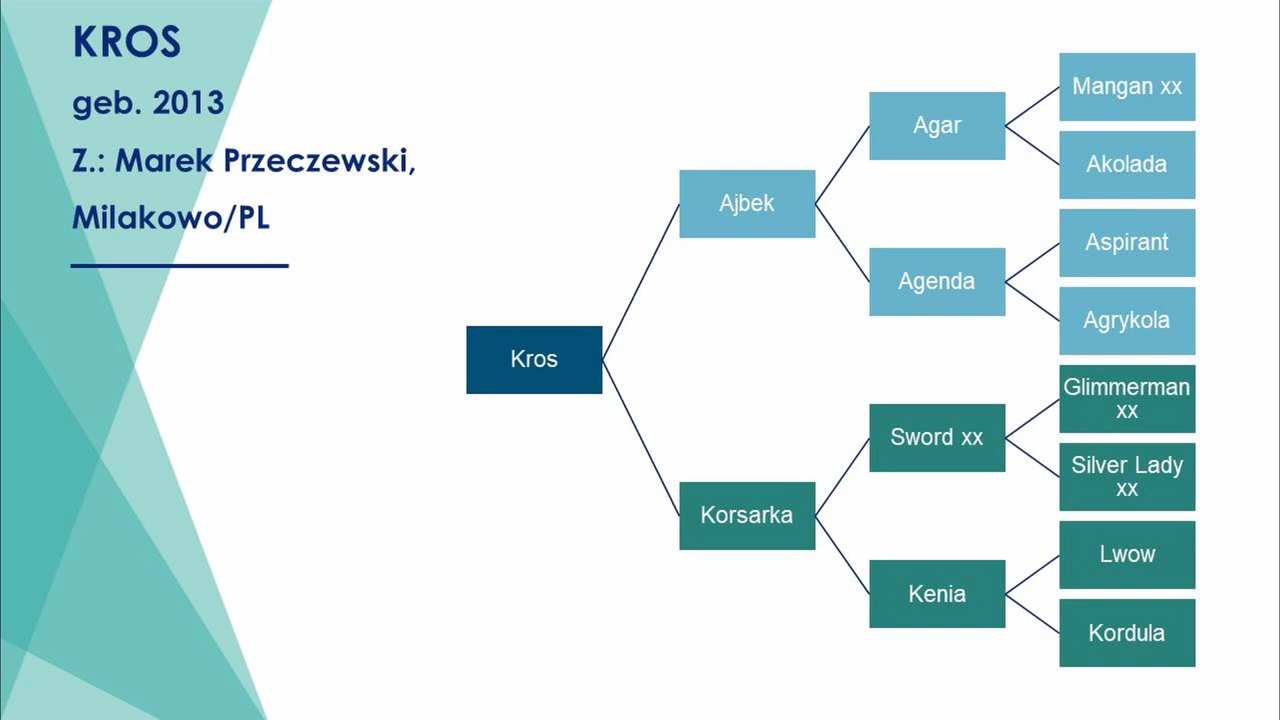 KROS
geb. 2013
Z.: Marek Przeczewski,
Milakowo/PL
Kros
Ajbek
Korsarka
Agar
Agenda
Sword xx
Kenia
Mangan xx
Akolada
Aspirant
Agrykola
Glimmerman
xx
Silver Lady
xx
Lwow
Kordula